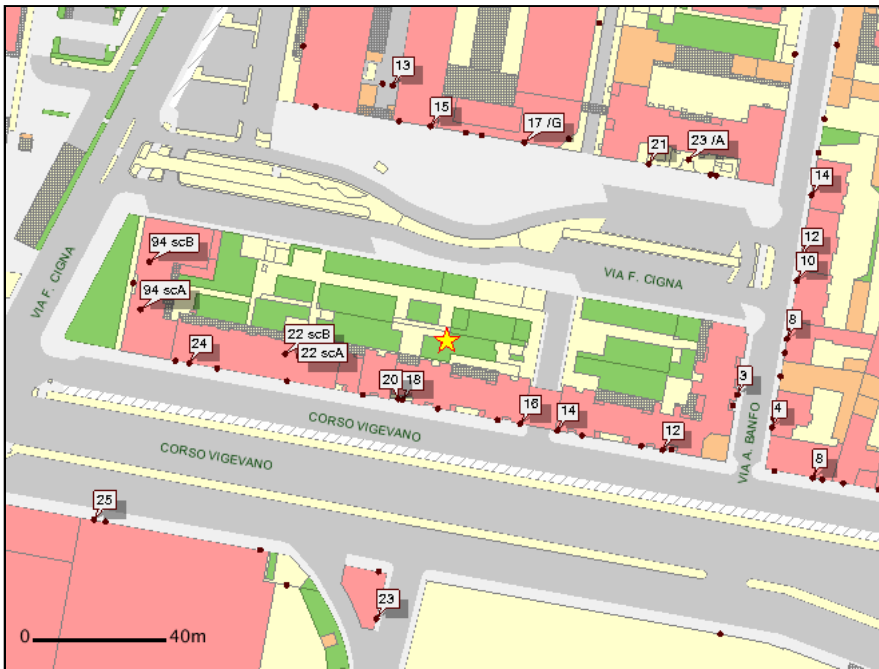 13
15
17 /G
21
23 /A
14
12
10
94 scB
VIA F. CIGNA
VIA F. CIGNA
94 scA
8
22 scB
22 scA
24
3
20
18
16
14
4
CORSO VIGEVANO
12
VIA A. BANFO
CORSO VIGEVANO
8
25
23
0
40m